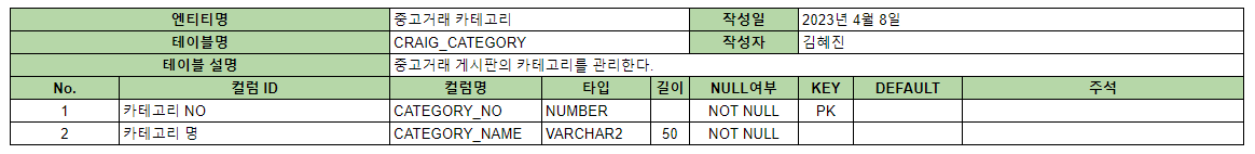 엔티티명 중고거래 카테고리 작성일 2023년 4월 8일
테이블명 CRAIG_CATEGORY 작성자 김혜진
테이블 설명 중고거래 게시판의 카테고리를 관리한다.
No. 컬럼 ID 컬럼명 타입 길이 NULL여부 KEY DEFAULT 주석
1 카테고리 NO CATEGORY_NO NUMBER NOT NULL PK
2 카테고리 명 CATEGORY_NAME VARCHAR2 50 NOT NULL